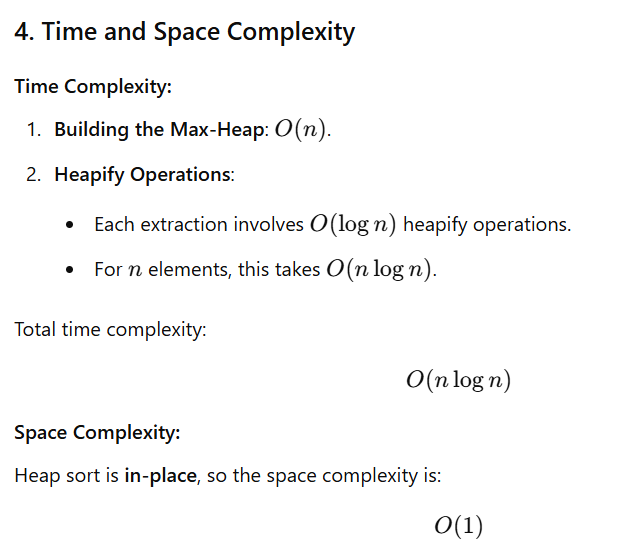 4. Time and Space Complexity
Time Complexity:
1. Building the Max-Heap: O(n).
2. Heapify Operations:
• Each extraction involves O(log n) heapify operations.
• For n elements, this takes O(n log n).
Total time complexity:
O(n log n)
Space Complexity:
Heap sort is in-place, so the space complexity is:
O(1)